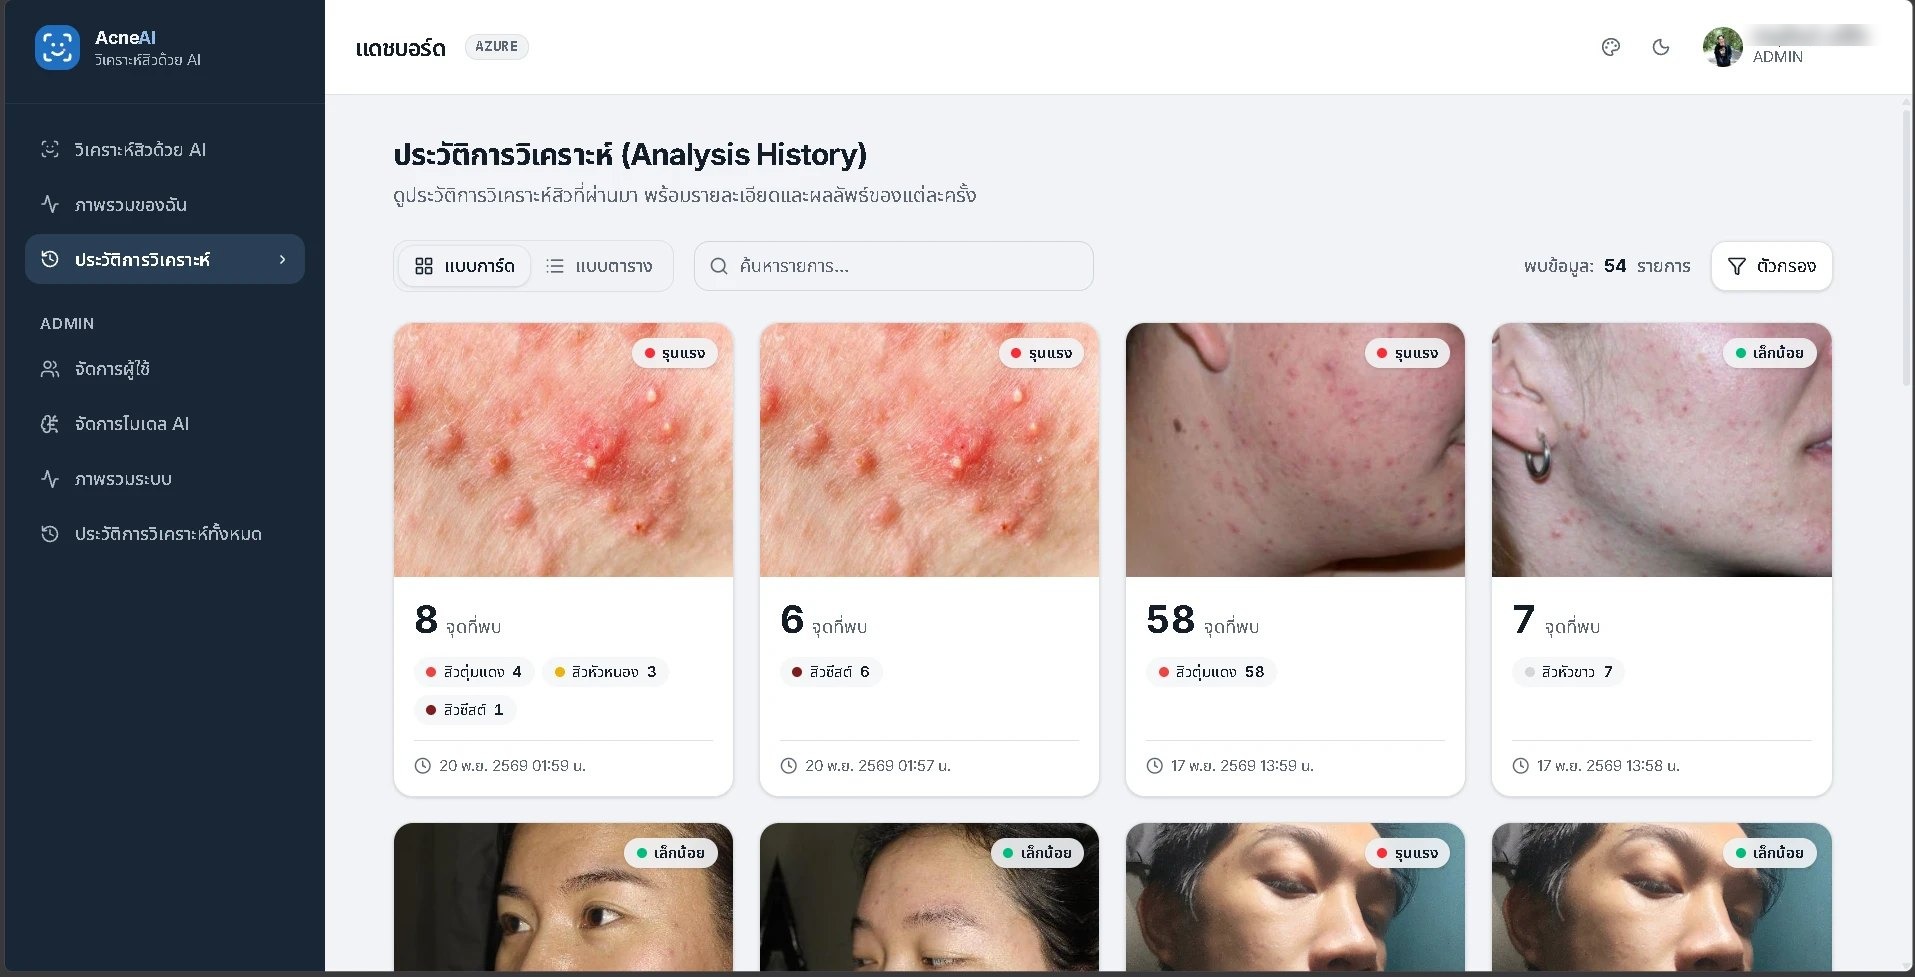 AcneAI
วิเคราะห์สิวด้วย AI
วิเคราะห์สิวด้วย AI
ภาพรวมของฉัน
ประวัติการวิเคราะห์
ADMIN
จัดการผู้ใช้
จัดการโมเดล AI
ภาพรวมระบบ
ประวัติการวิเคราะห์ทั้งหมด
แดชบอร์ด AZURE
ADMIN
ประวัติการวิเคราะห์ (Analysis History)
ดูประวัติการวิเคราะห์สิวที่ผ่านมา พร้อมรายละเอียดและผลลัพธ์ของแต่ละครั้ง
แบบการ์ด แบบตาราง ค้นหารายการ... พบข้อมูล: 54 รายการ ตัวกรอง
รุนแรง
8 จุดที่พบ
สิวตุ่มแดง 4 สิวหัวหนอง 3
สิวซีสต์ 1
20 พ.ย. 2569 01:59 น.
รุนแรง
6 จุดที่พบ
สิวซีสต์ 6
20 พ.ย. 2569 01:57 น.
รุนแรง
58 จุดที่พบ
สิวตุ่มแดง 58
17 พ.ย. 2569 13:59 น.
เล็กน้อย
7 จุดที่พบ
สิวหัวขาว 7
17 พ.ย. 2569 13:58 น.
เล็กน้อย
เล็กน้อย
รุนแรง
เล็กน้อย